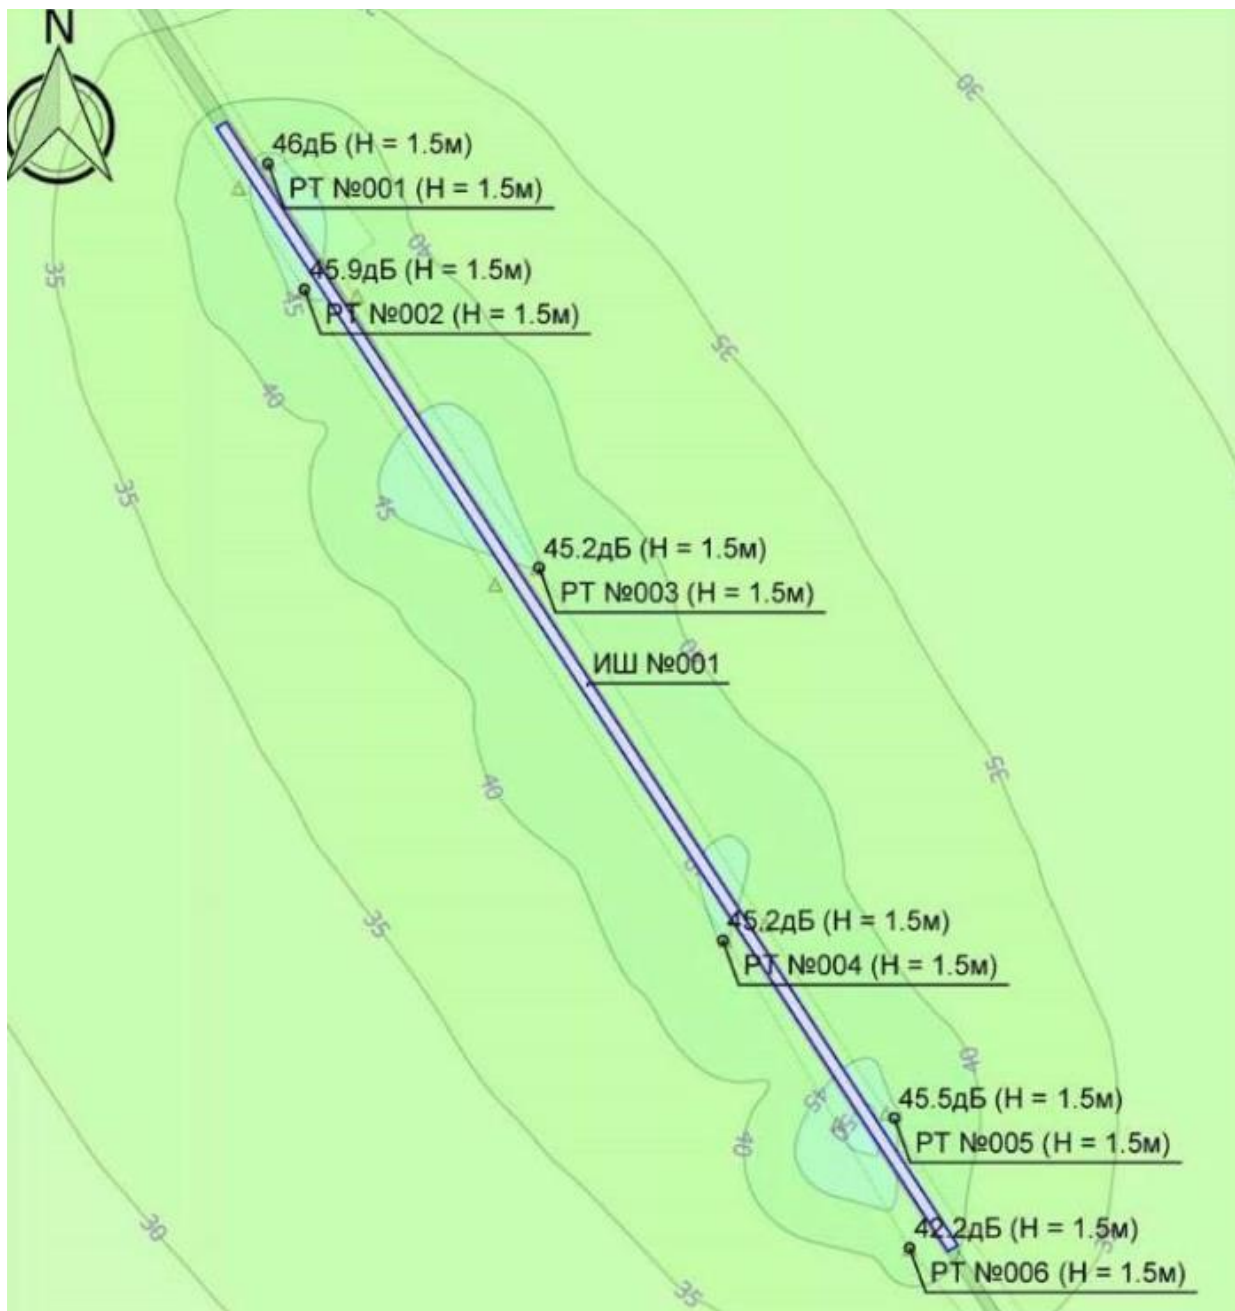 N
30
46дБ (Н = 1.5м)
РТ №001 (Н = 1.5м)
40
35
45.9дБ (Н = 1.5м)
45
РТ №002 (Н = 1.5м)
35
40
35
45
45.2дБ (Н = 1.5м)
РТ №003 (Н = 1.5м)
ИШ №001
35
40
45.2дБ (Н = 1.5м)
35
РТ №004 (Н = 1.5м)
40
45
50
45.5дБ (Н = 1.5м)
40
РТ №005 (Н = 1.5м)
30
42.2дБ (Н = 1.5м)
35
РТ №006 (Н = 1.5м)
35